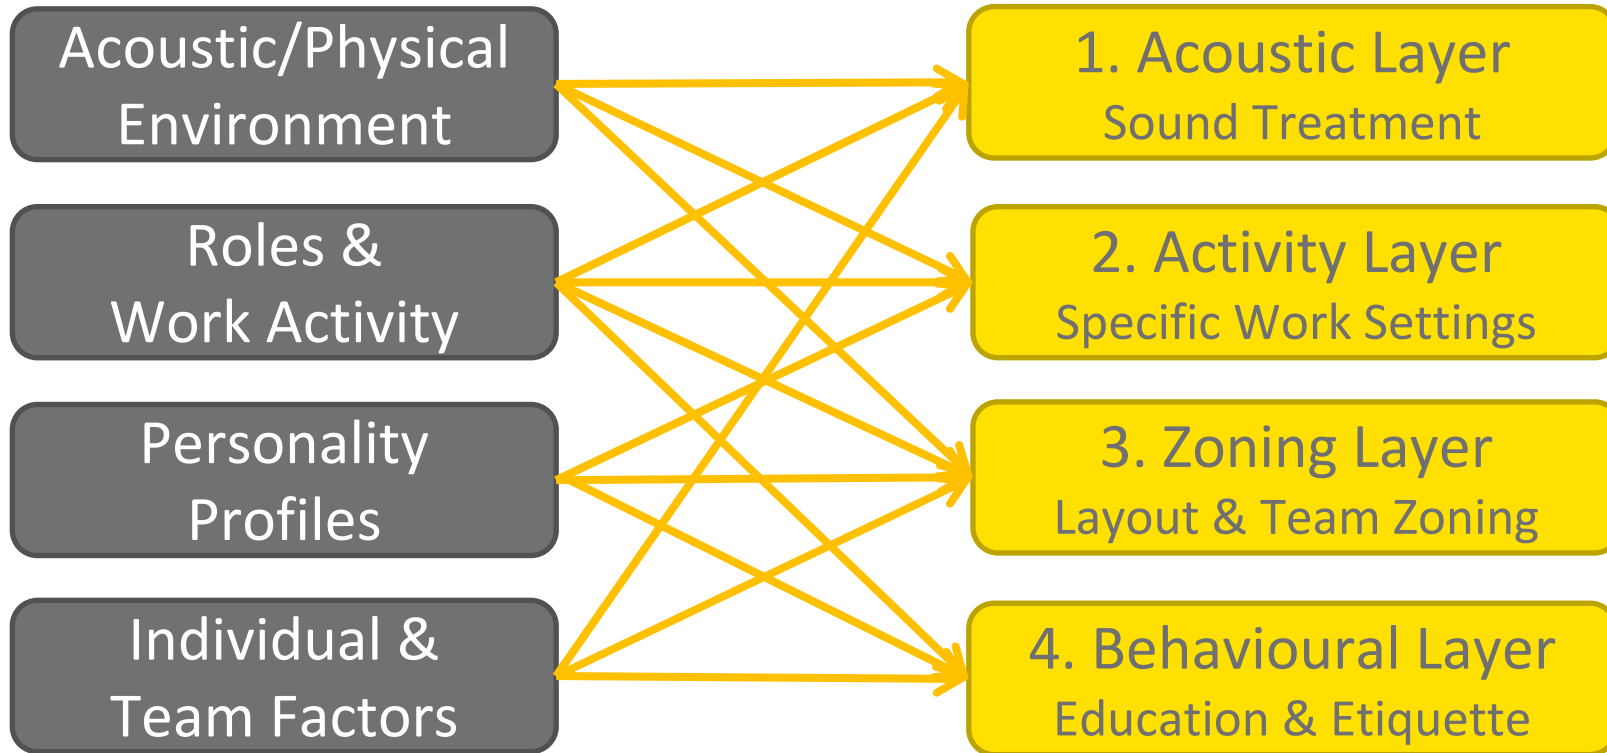 Acoustic/Physical
Environment
Roles &
Work Activity
Personality
Profiles
Individual &
Team Factors
1. Acoustic Layer
Sound Treatment
2. Activity Layer
Specific Work Settings
3. Zoning Layer
Layout & Team Zoning
4. Behavioural Layer
Education & Etiquette